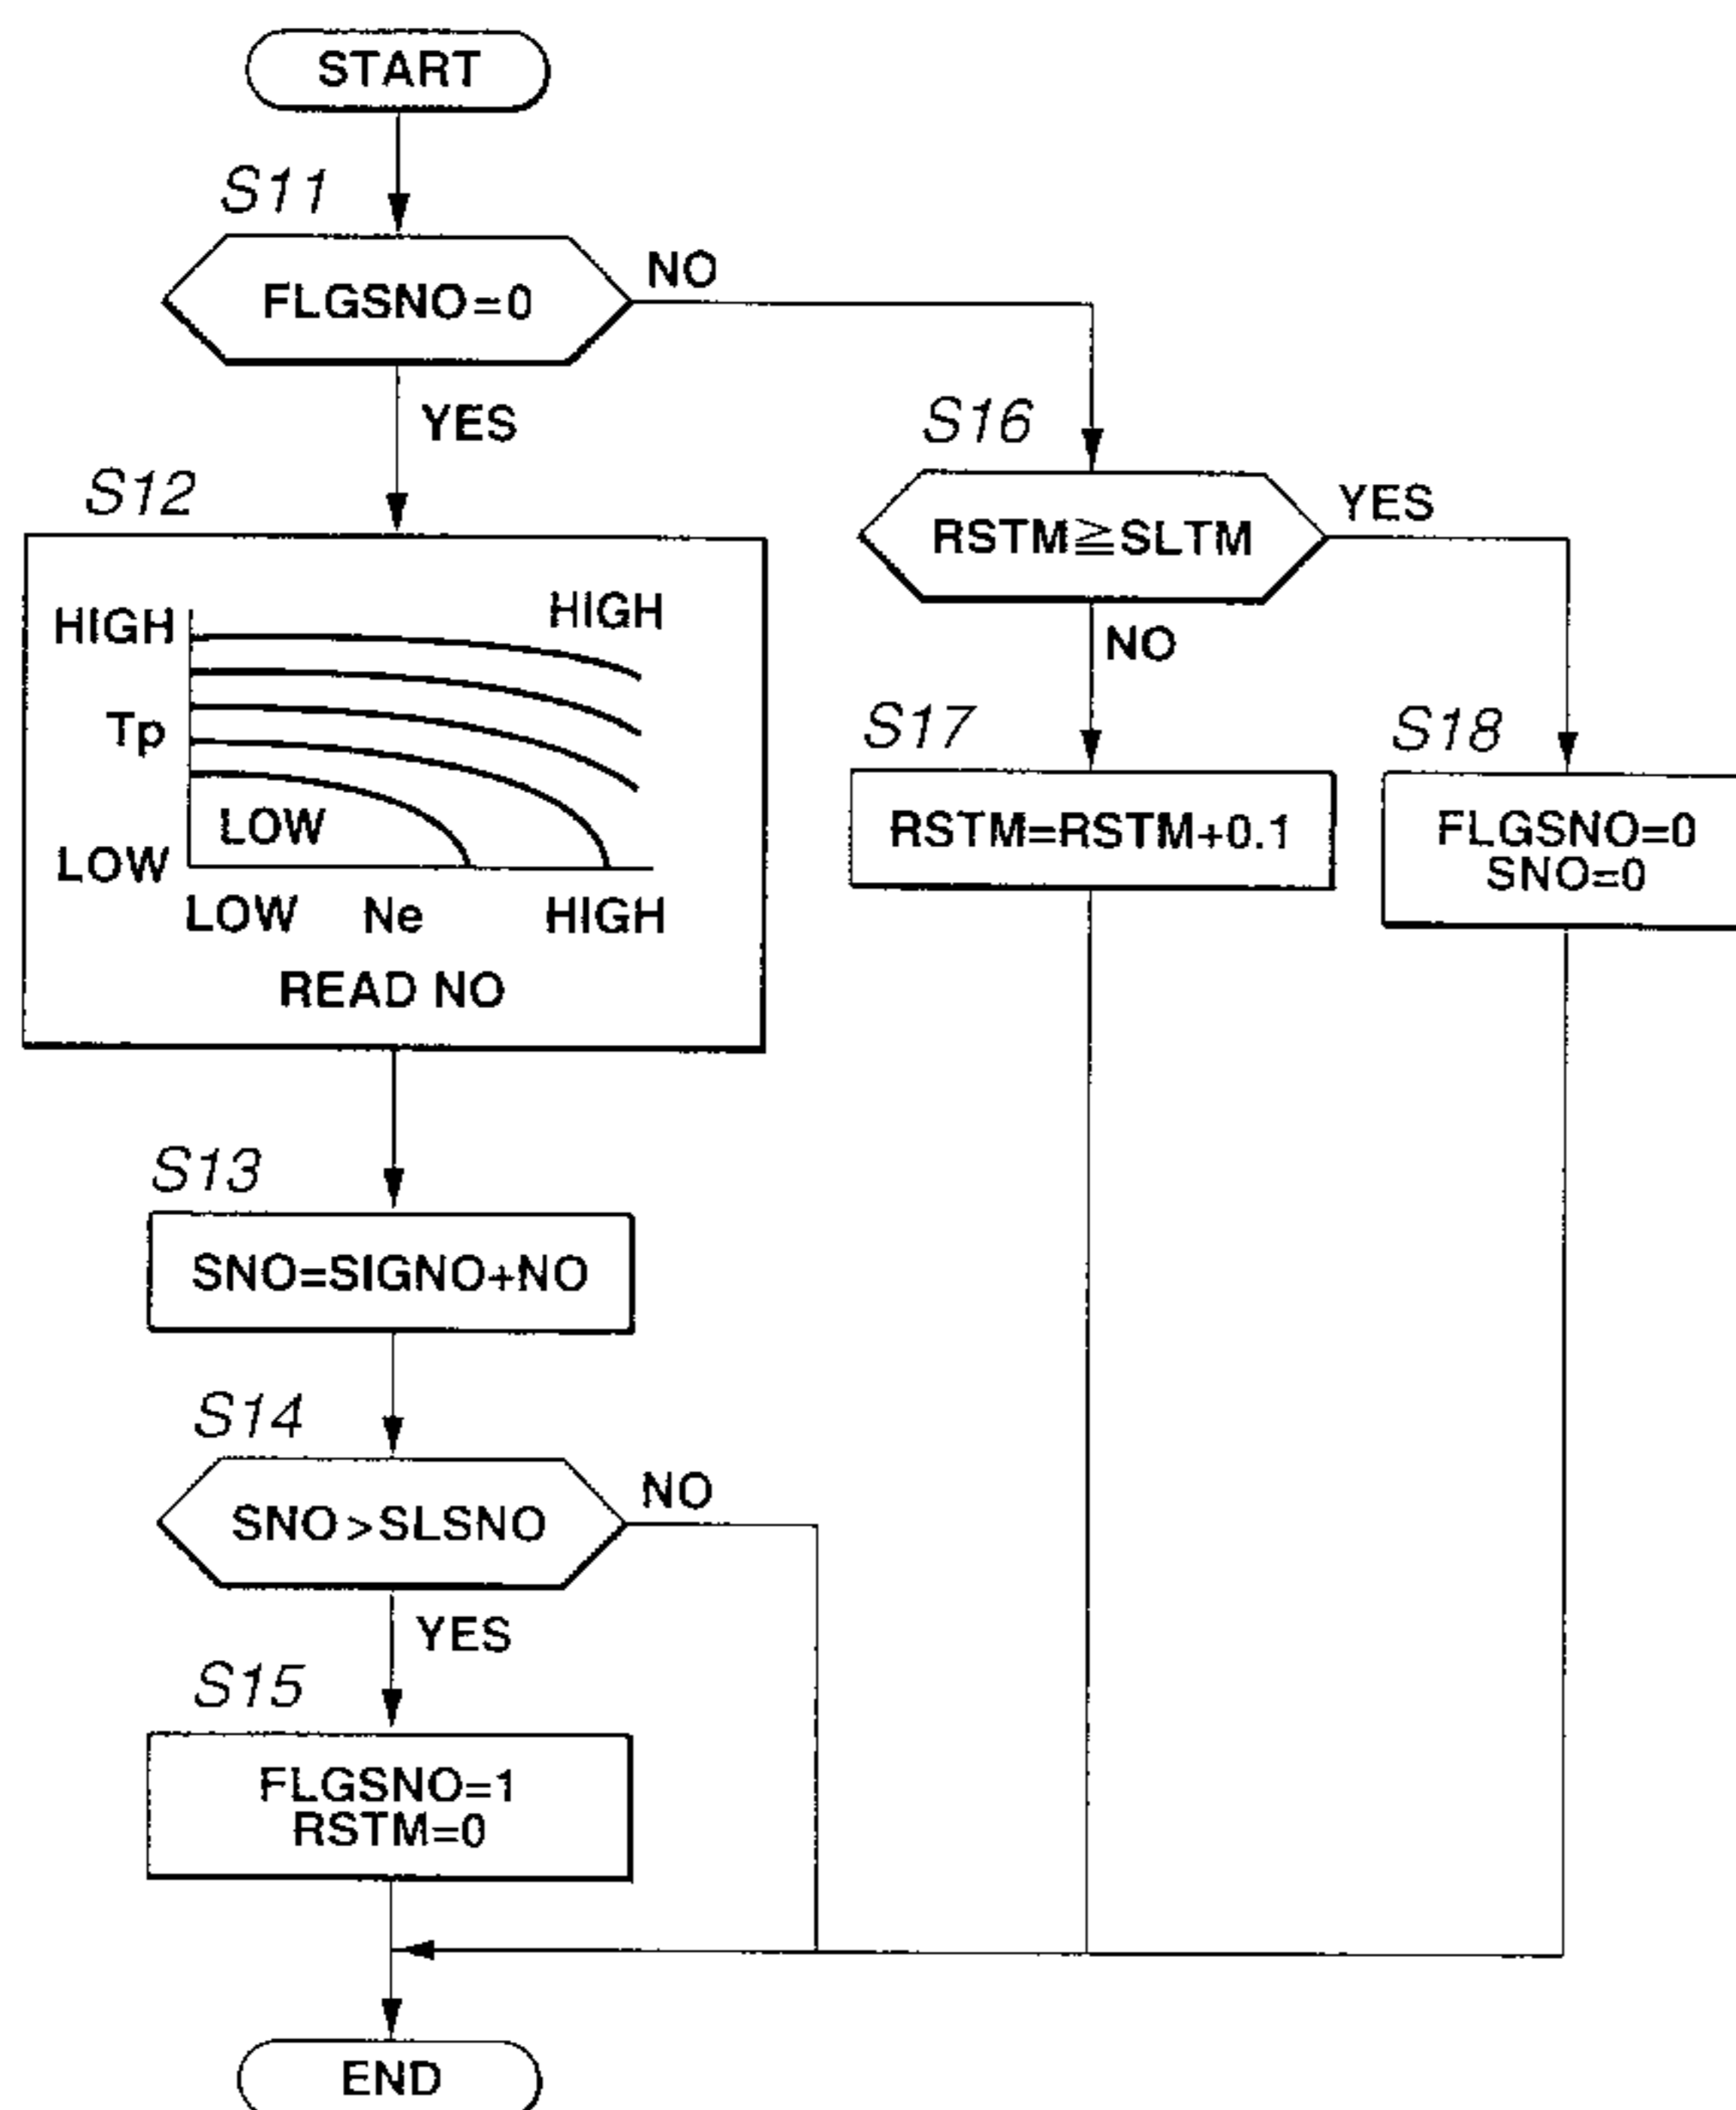 START
S11
FLGSNO=0
NO
YES
S16
RSTM≧SLTM
YES
NO
S12
HIGH
HIGH
Tp
LOW
LOW
LOW
Ne
HIGH
READ NO
S17
RSTM=RSTM+0.1
S18
FLGSNO=0
SNO=0
S13
SNO=SIGNO+NO
S14
SNO>SLSNO
NO
YES
S15
FLGSNO=1
RSTM=0
END